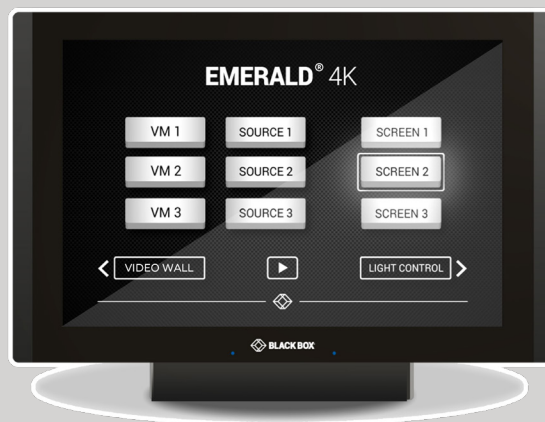 EMERALD® 4K
VM 1 SOURCE 1 SCREEN 1
VM 2 SOURCE 2 SCREEN 2
VM 3 SOURCE 3 SCREEN 3
VIDEO WALL LIGHT CONTROL
BLACK BOX